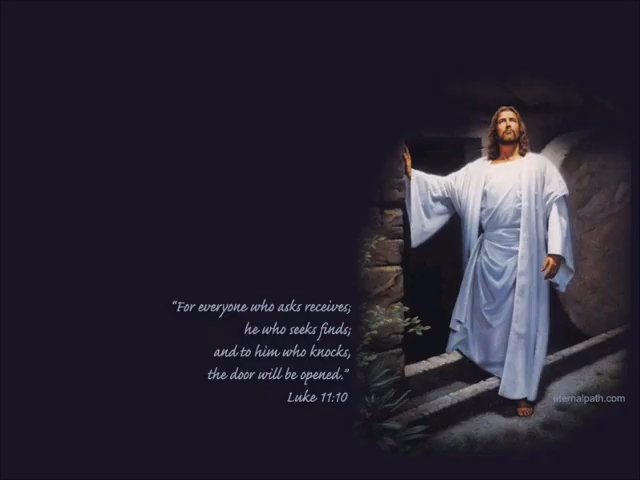 “For everyone who asks receives;
he who seeks finds;
and to him who knocks,
the door will be opened.”
Luke 11:10
eternalpath.com